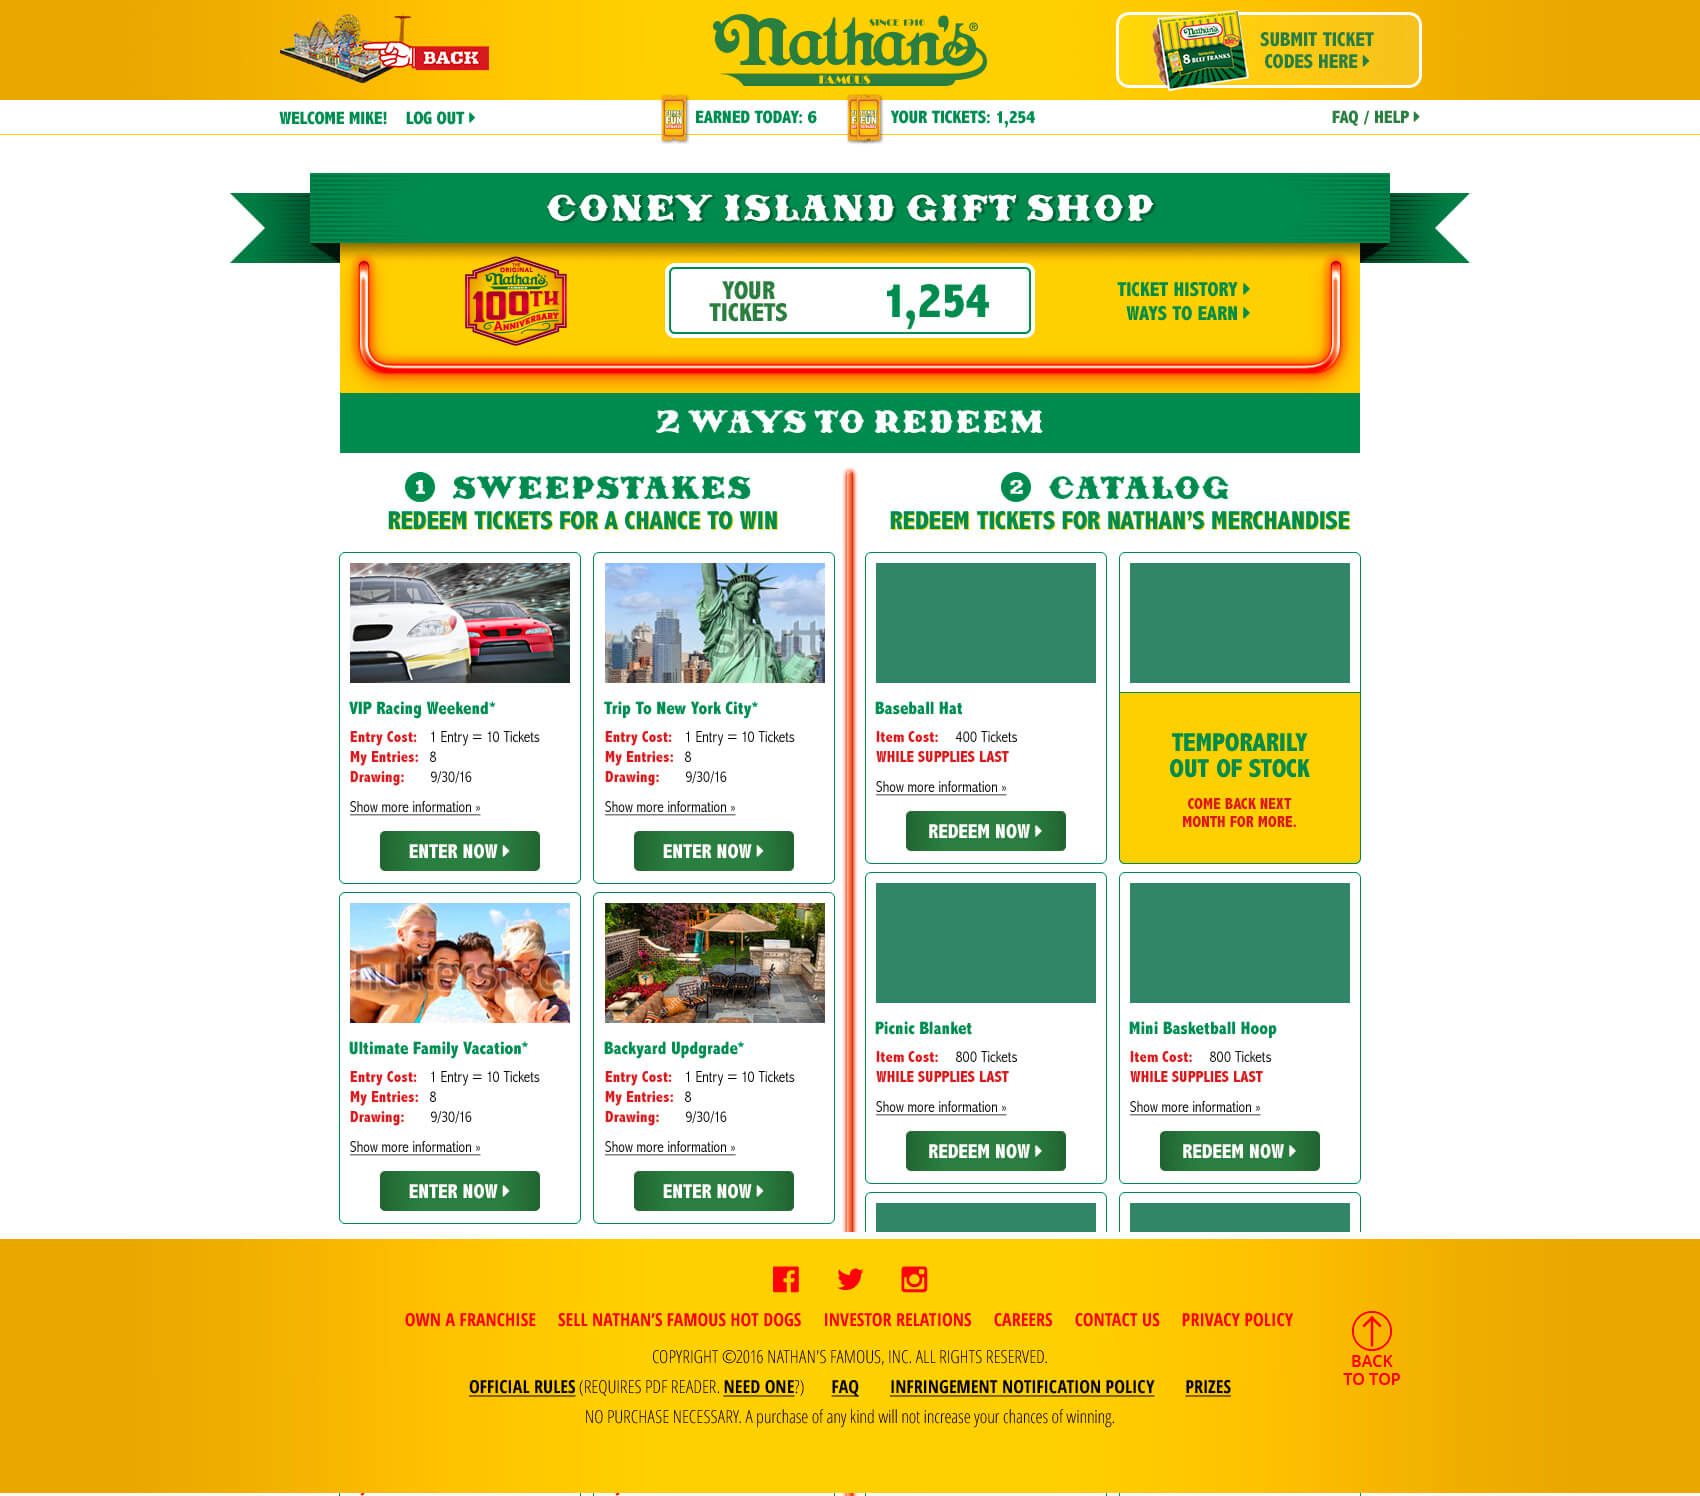 BACK
SINCE 1916
Nathan's®
FAMOUS
Nathan's
8 BEEF FRANKS
SUBMIT TICKET
CODES HERE
WELCOME MIKE! LOG OUT
FUN
EARNED TODAY: 6
FUN
YOUR TICKETS: 1,254
FAQ / HELP
CONEY ISLAND GIFT SHOP
THE
ORIGINAL
Nathan's
FAMOUS
100TH
ANNIVERSARY
YOUR
TICKETS
1,254
TICKET HISTORY
WAYS TO EARN
2 WAYS TO REDEEM
1 SWEEPSTAKES
REDEEM TICKETS FOR A CHANCE TO WIN
2 CATALOG
REDEEM TICKETS FOR NATHAN'S MERCHANDISE
VIP Racing Weekend*
Entry Cost: 1 Entry = 10 Tickets
My Entries: 8
Drawing: 9/30/16
Show more information »
ENTER NOW
Trip To New York City*
Entry Cost: 1 Entry = 10 Tickets
My Entries: 8
Drawing: 9/30/16
Show more information »
ENTER NOW
Baseball Hat
Item Cost: 400 Tickets
WHILE SUPPLIES LAST
Show more information »
REDEEM NOW
TEMPORARILY
OUT OF STOCK
COME BACK NEXT
MONTH FOR MORE.
Ultimate Family Vacation*
Entry Cost: 1 Entry = 10 Tickets
My Entries: 8
Drawing: 9/30/16
Show more information »
ENTER NOW
Backyard Updgrade*
Entry Cost: 1 Entry = 10 Tickets
My Entries: 8
Drawing: 9/30/16
Show more information »
ENTER NOW
Picnic Blanket
Item Cost: 800 Tickets
WHILE SUPPLIES LAST
Show more information »
REDEEM NOW
Mini Basketball Hoop
Item Cost: 800 Tickets
WHILE SUPPLIES LAST
Show more information »
REDEEM NOW
OWN A FRANCHISE SELL NATHAN'S FAMOUS HOT DOGS INVESTOR RELATIONS CAREERS CONTACT US PRIVACY POLICY
COPYRIGHT ©2016 NATHAN'S FAMOUS, INC. ALL RIGHTS RESERVED.
OFFICIAL RULES (REQUIRES PDF READER. NEED ONE?) FAQ INFRINGEMENT NOTIFICATION POLICY PRIZES
NO PURCHASE NECESSARY. A purchase of any kind will not increase your chances of winning.
BACK
TO TOP